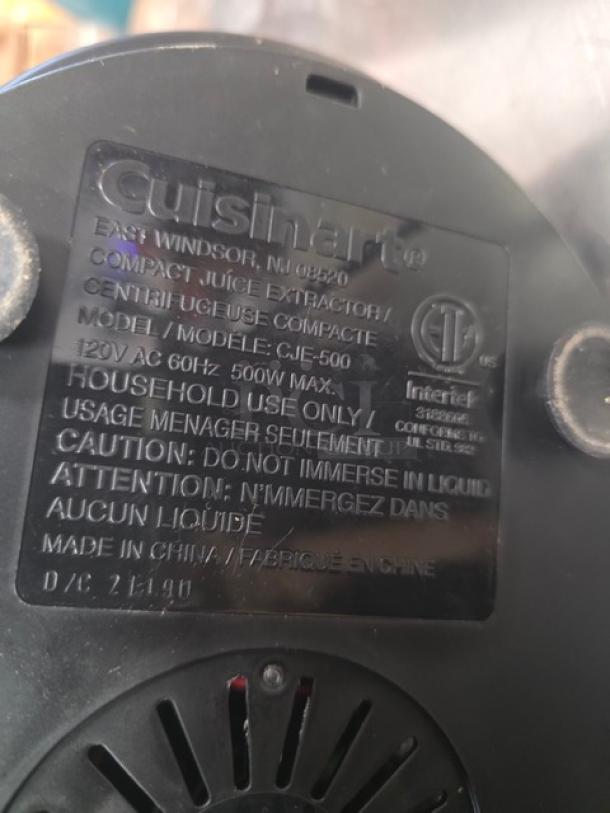 Cuisinart®
EAST WINDSOR, NJ 08520
COMPACT JUICE EXTRACTOR /
CENTRIFUGEUSE COMPACTE
MODEL / MODÈLE: CJE-500
120V AC 60Hz 500W MAX.
HOUSEHOLD USE ONLY /
USAGE MENAGER SEULEMENT
CAUTION: DO NOT IMMERSE IN LIQUID
ATTENTION: N'MMERGEZ DANS
AUCUN LIQUIDE
MADE IN CHINA / FABRIQUÉ EN CHINE
D/C
US
Intertek
CONFORMS TO
UL STD. 982